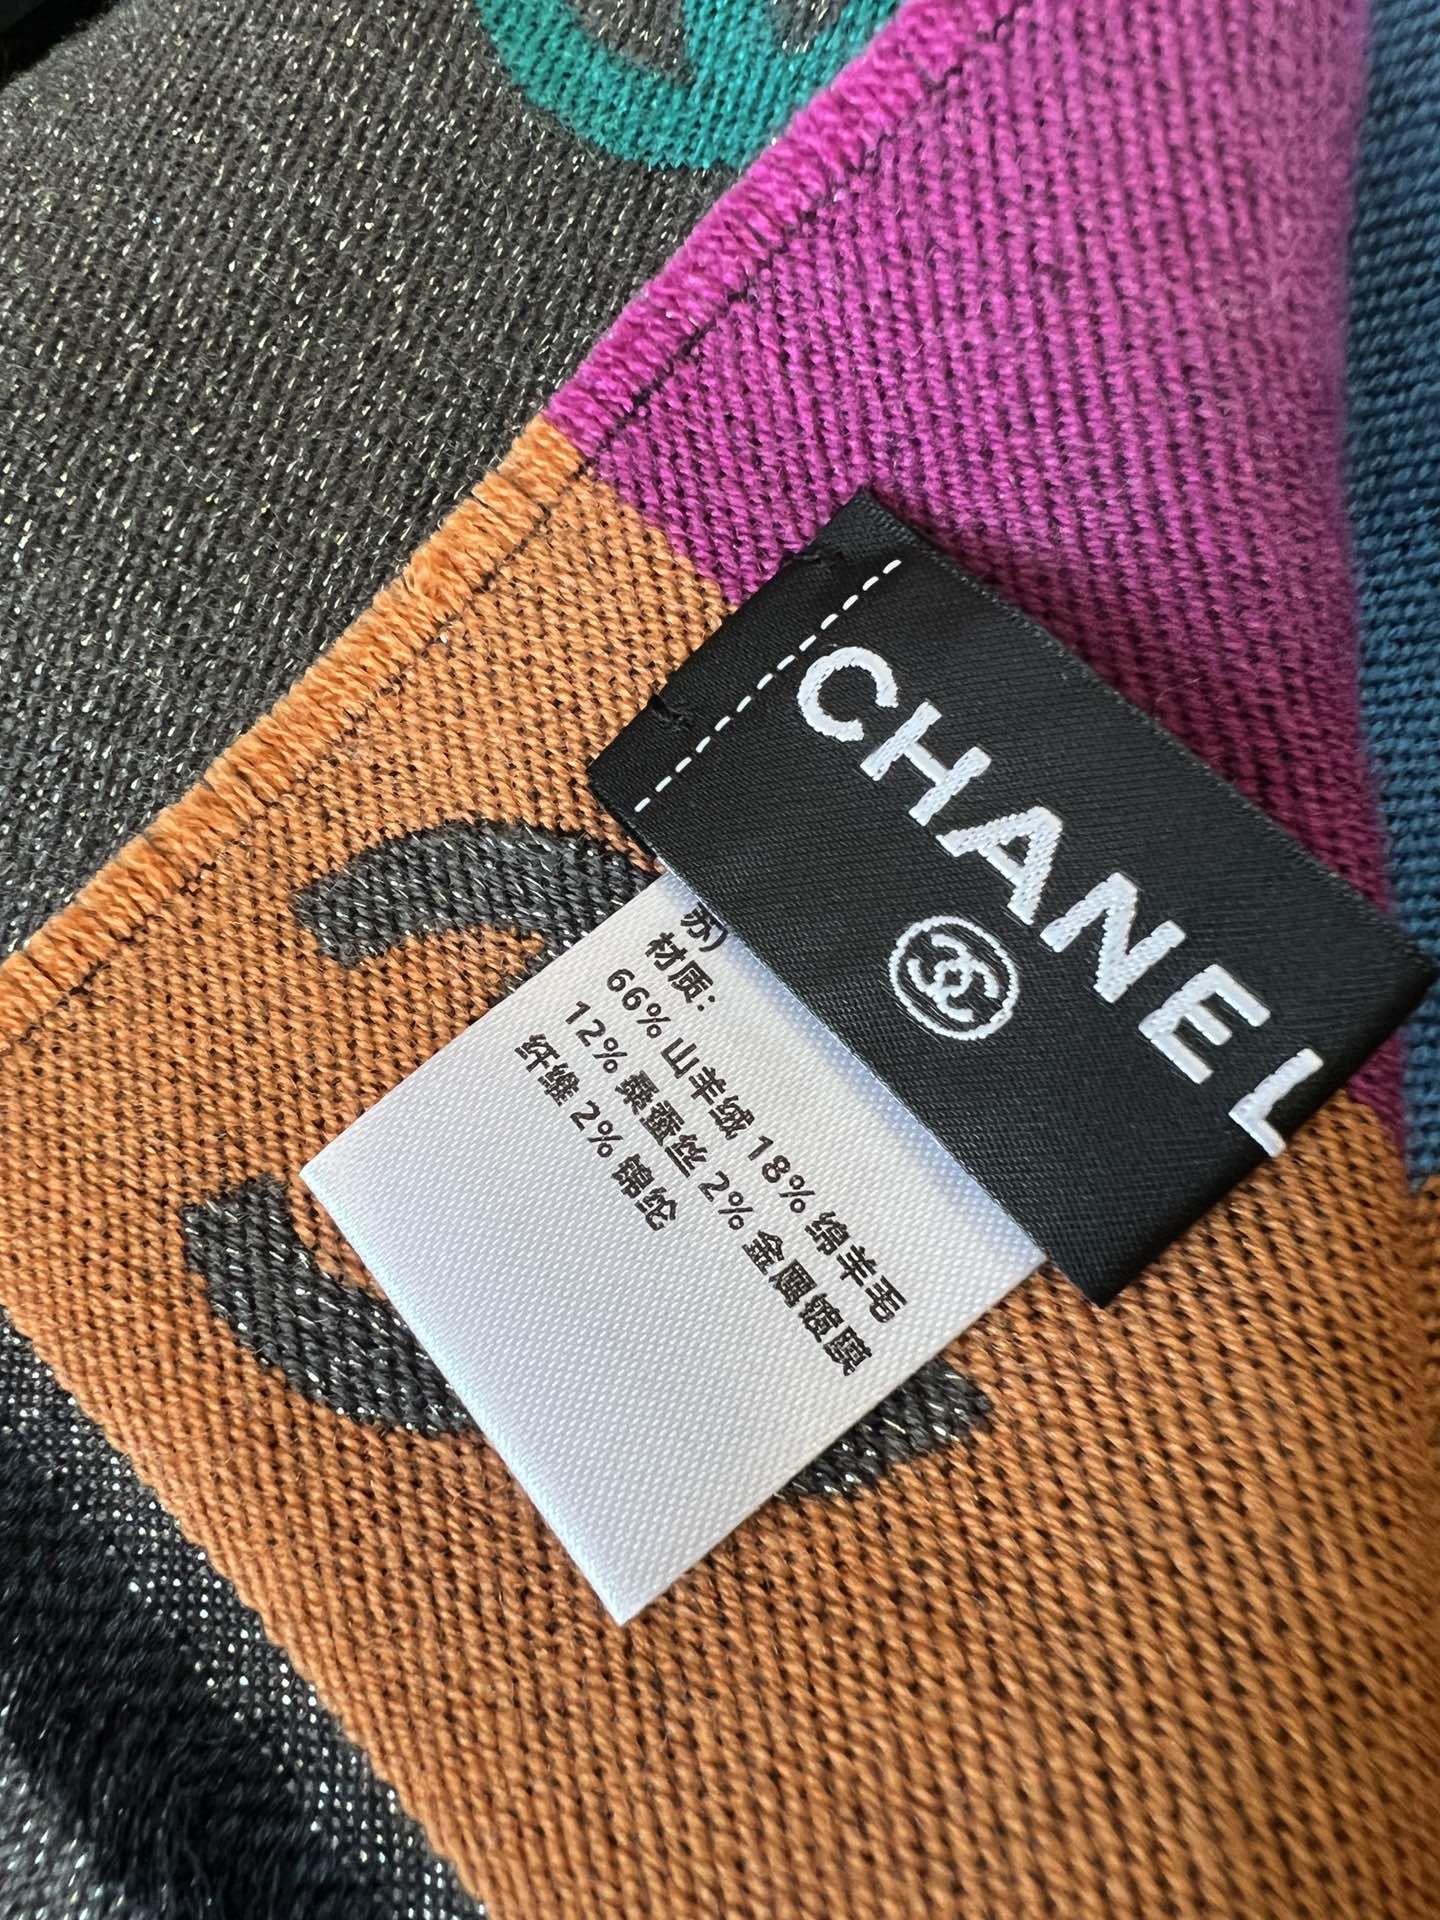 CHANEL
苏)
材质:
66% 山羊绒 18% 绵羊毛
12% 桑蚕丝 2% 金属镀膜
纤维 2% 锦纶